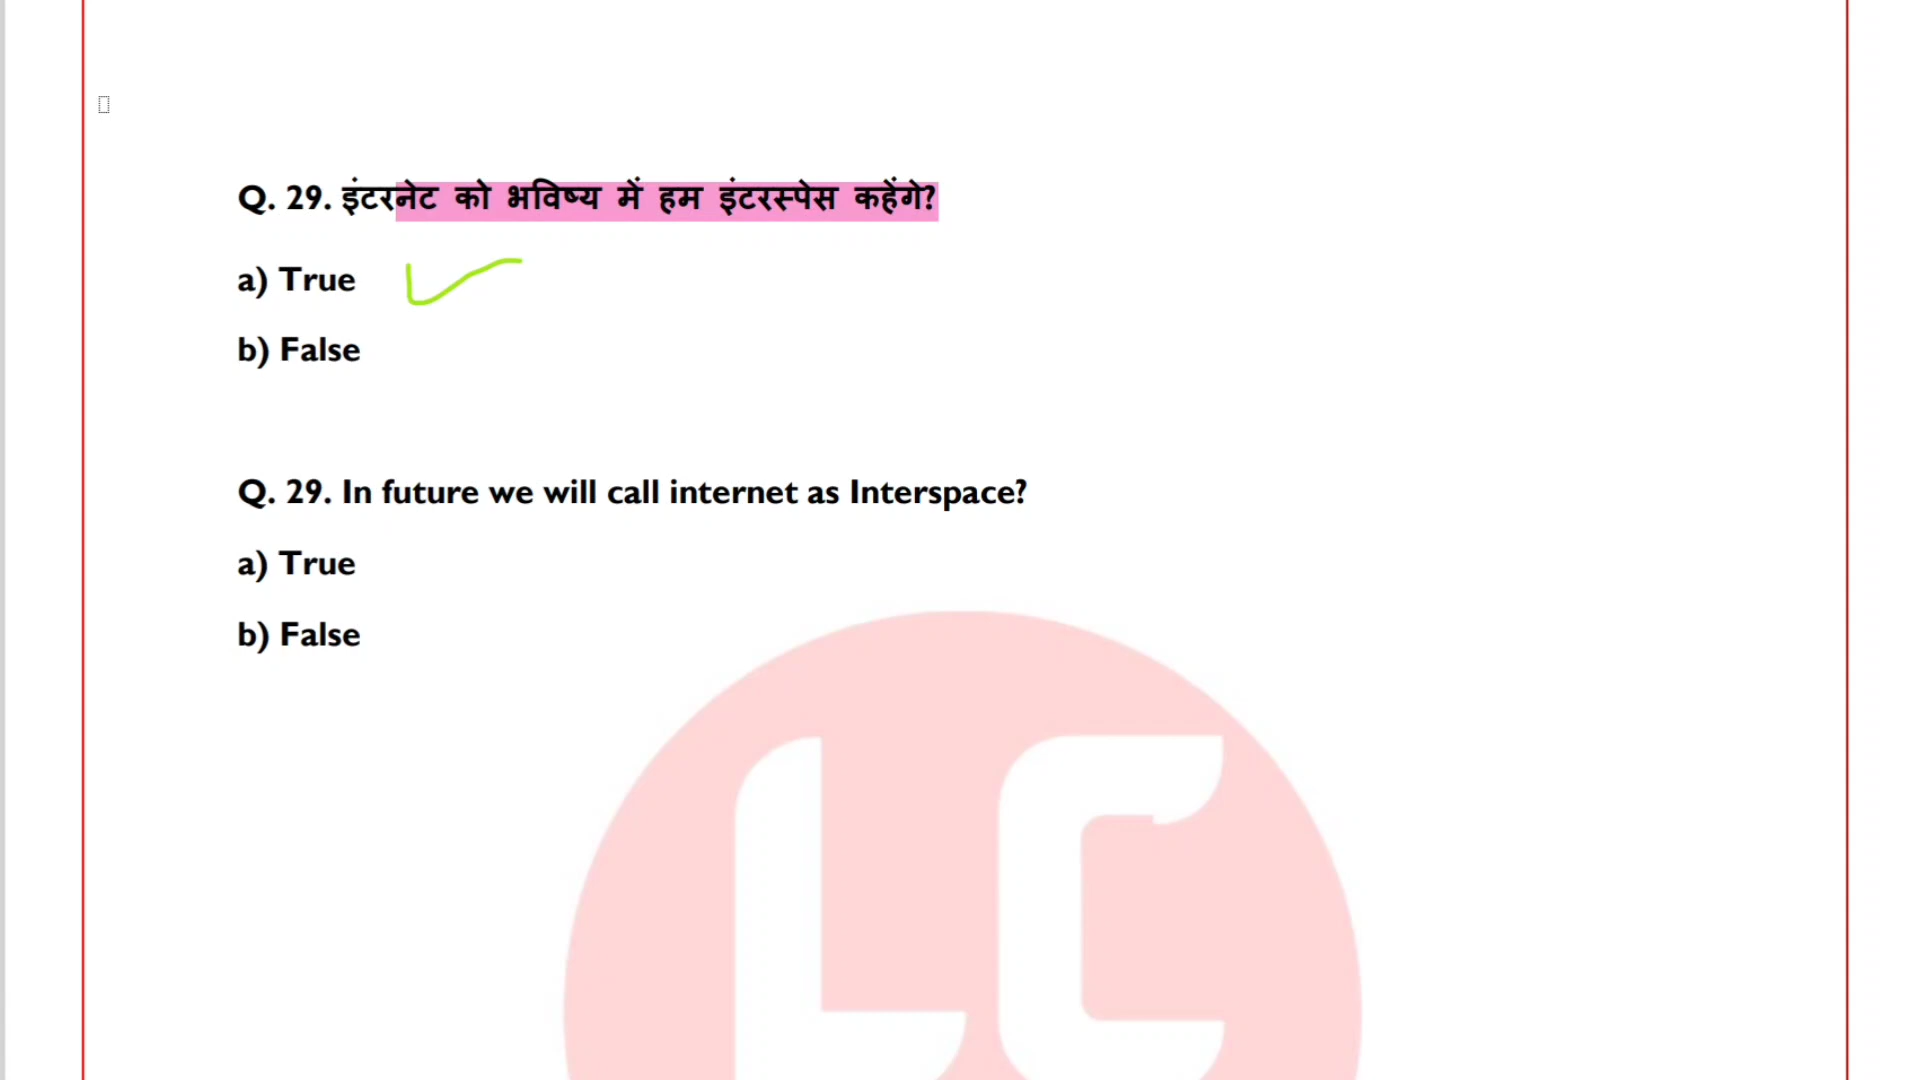 Q. 29. इंटरनेट को भविष्य में हम इंटरस्पेस कहेंगे?
a) True
b) False
Q. 29. In future we will call internet as Interspace?
a) True
b) False
LC